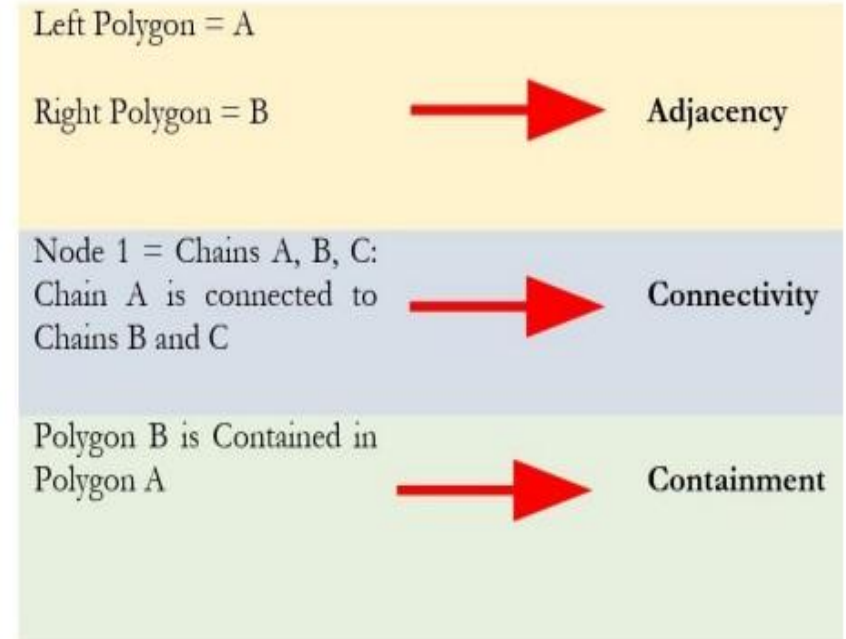 Left Polygon = A
Right Polygon = B
Adjacency
Node 1 = Chains A, B, C:
Chain A is connected to
Chains B and C
Connectivity
Polygon B is Contained in
Polygon A
Containment